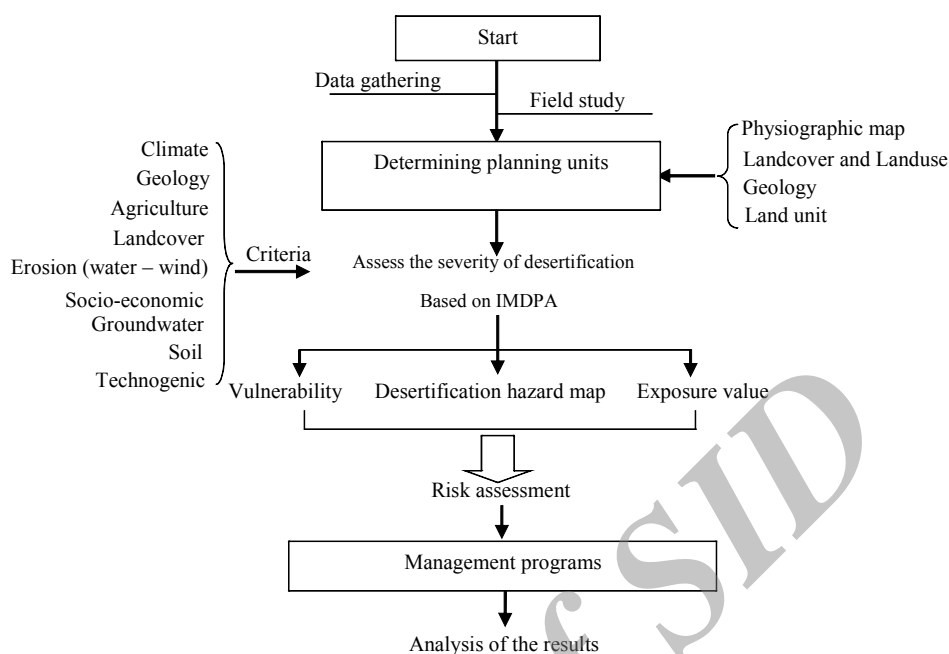 Start
Data gathering
Field study
Determining planning units
Physiographic map
Landcover and Landuse
Geology
Land unit
Climate
Geology
Agriculture
Landcover
Erosion (water – wind)
Socio-economic
Groundwater
Soil
Technogenic
Criteria
Assess the severity of desertification
Based on IMDPA
Vulnerability
Desertification hazard map
Exposure value
Risk assessment
Management programs
Analysis of the results
f SID